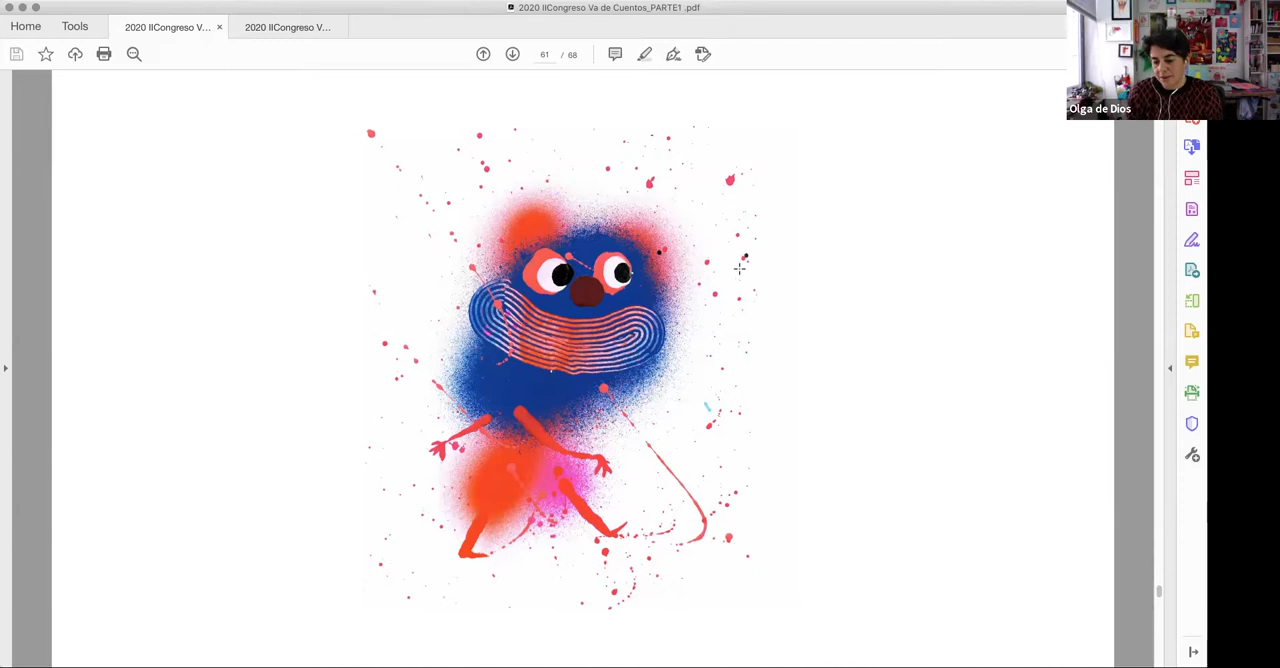 2020 IICongreso Va de Cuentos_PARTE1 .pdf
Home Tools 2020 IICongreso V... × 2020 IICongreso V...
61 / 68
Olga de Dios